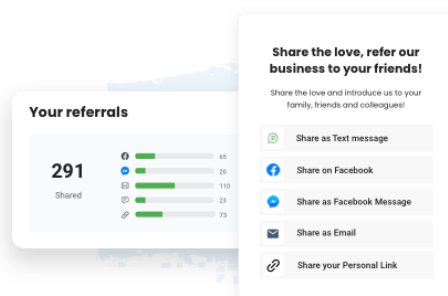 Your referrals
291
Shared
65
20
110
23
73
Share the love, refer our
business to your friends!
Share the love and introduce us to your
family, friends and colleagues!
Share as Text message
Share on Facebook
Share as Facebook Message
Share as Email
Share your Personal Link